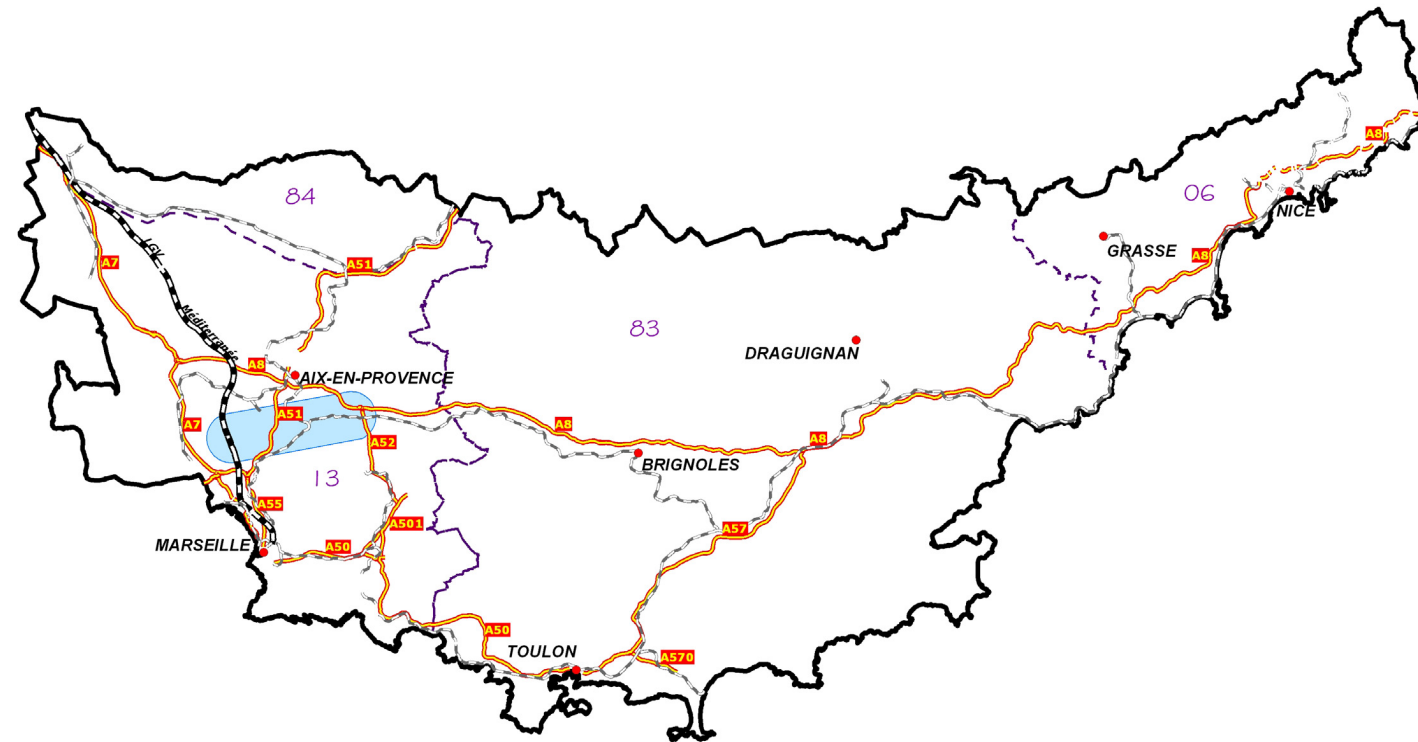 A8
84
06
NICE
LGV
GRASSE
A7
A51
A8
Méditerranée
83
DRAGUIGNAN
A8
AIX-EN-PROVENCE
A7
A51
A8
A52
A8
BRIGNOLES
13
A55
A501
A57
MARSEILLE
A50
A50
TOULON
A570